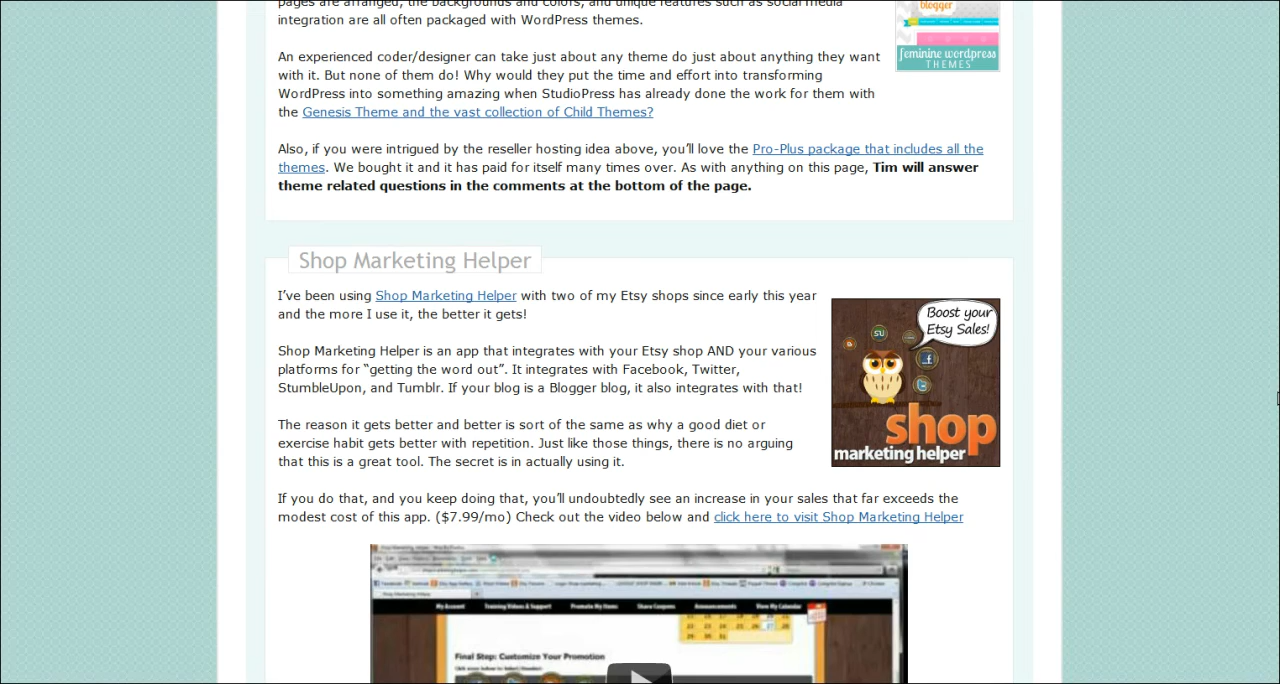 pages are arranged, the backgrounds and colors, and unique features such as social media
integration are all often packaged with WordPress themes.
blogger
feminine wordpress
THEMES
An experienced coder/designer can take just about any theme do just about anything they want
with it. But none of them do! Why would they put the time and effort into transforming
WordPress into something amazing when StudioPress has already done the work for them with
the Genesis Theme and the vast collection of Child Themes?
Also, if you were intrigued by the reseller hosting idea above, you’ll love the Pro-Plus package that includes all the
themes. We bought it and it has paid for itself many times over. As with anything on this page, Tim will answer
theme related questions in the comments at the bottom of the page.
Shop Marketing Helper
I’ve been using Shop Marketing Helper with two of my Etsy shops since early this year
and the more I use it, the better it gets!
Shop Marketing Helper is an app that integrates with your Etsy shop AND your various
platforms for “getting the word out”. It integrates with Facebook, Twitter,
StumbleUpon, and Tumblr. If your blog is a Blogger blog, it also integrates with that!
The reason it gets better and better is sort of the same as why a good diet or
exercise habit gets better with repetition. Just like those things, there is no arguing
that this is a great tool. The secret is in actually using it.
Boost your
Etsy Sales!
shop
marketing helper
If you do that, and you keep doing that, you’ll undoubtedly see an increase in your sales that far exceeds the
modest cost of this app. ($7.99/mo) Check out the video below and click here to visit Shop Marketing Helper
My Account Training Videos & Support Promote My Items Share Coupons Announcements View My Calendar
Final Step: Customize Your Promotion